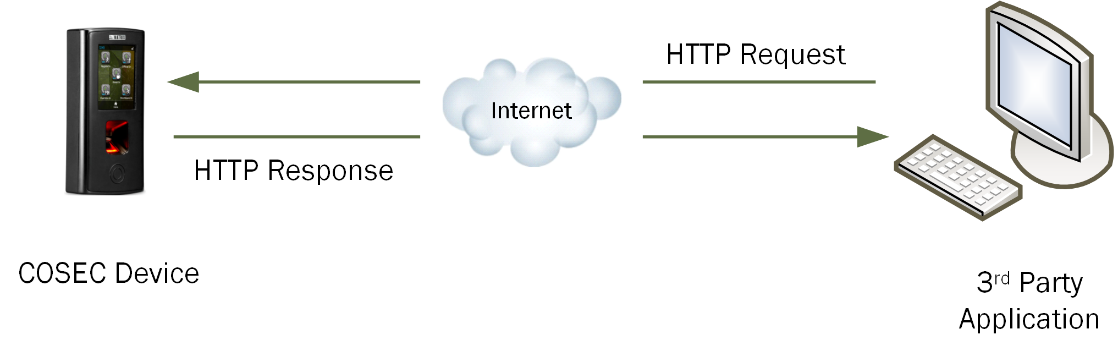 HTTP Request
Internet
HTTP Response
COSEC Device
3rd Party
Application